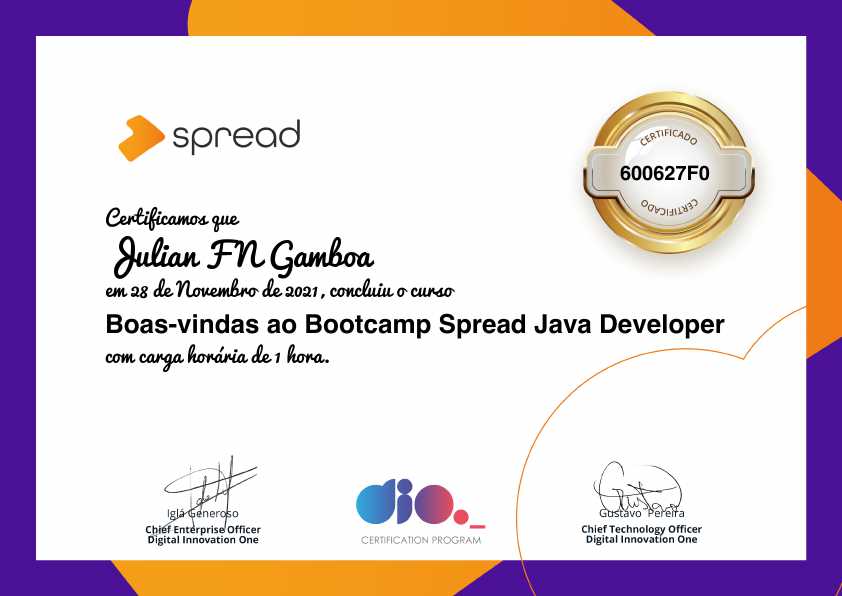 spread
CERTIFICADO
600627F0
CERTIFICADO
Certificamos que
Julian FN Gamboa
em 28 de Novembro de 2021, concluiu o curso
Boas-vindas ao Bootcamp Spread Java Developer
com carga horária de 1 hora.
Iglá Generoso
Chief Enterprise Officer
Digital Innovation One
dio._
CERTIFICATION PROGRAM
Gustavo Pereira
Chief Technology Officer
Digital Innovation One